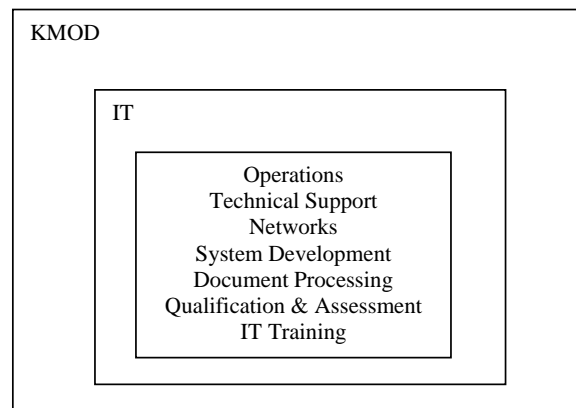 KMOD
IT
Operations
Technical Support
Networks
System Development
Document Processing
Qualification & Assessment
IT Training